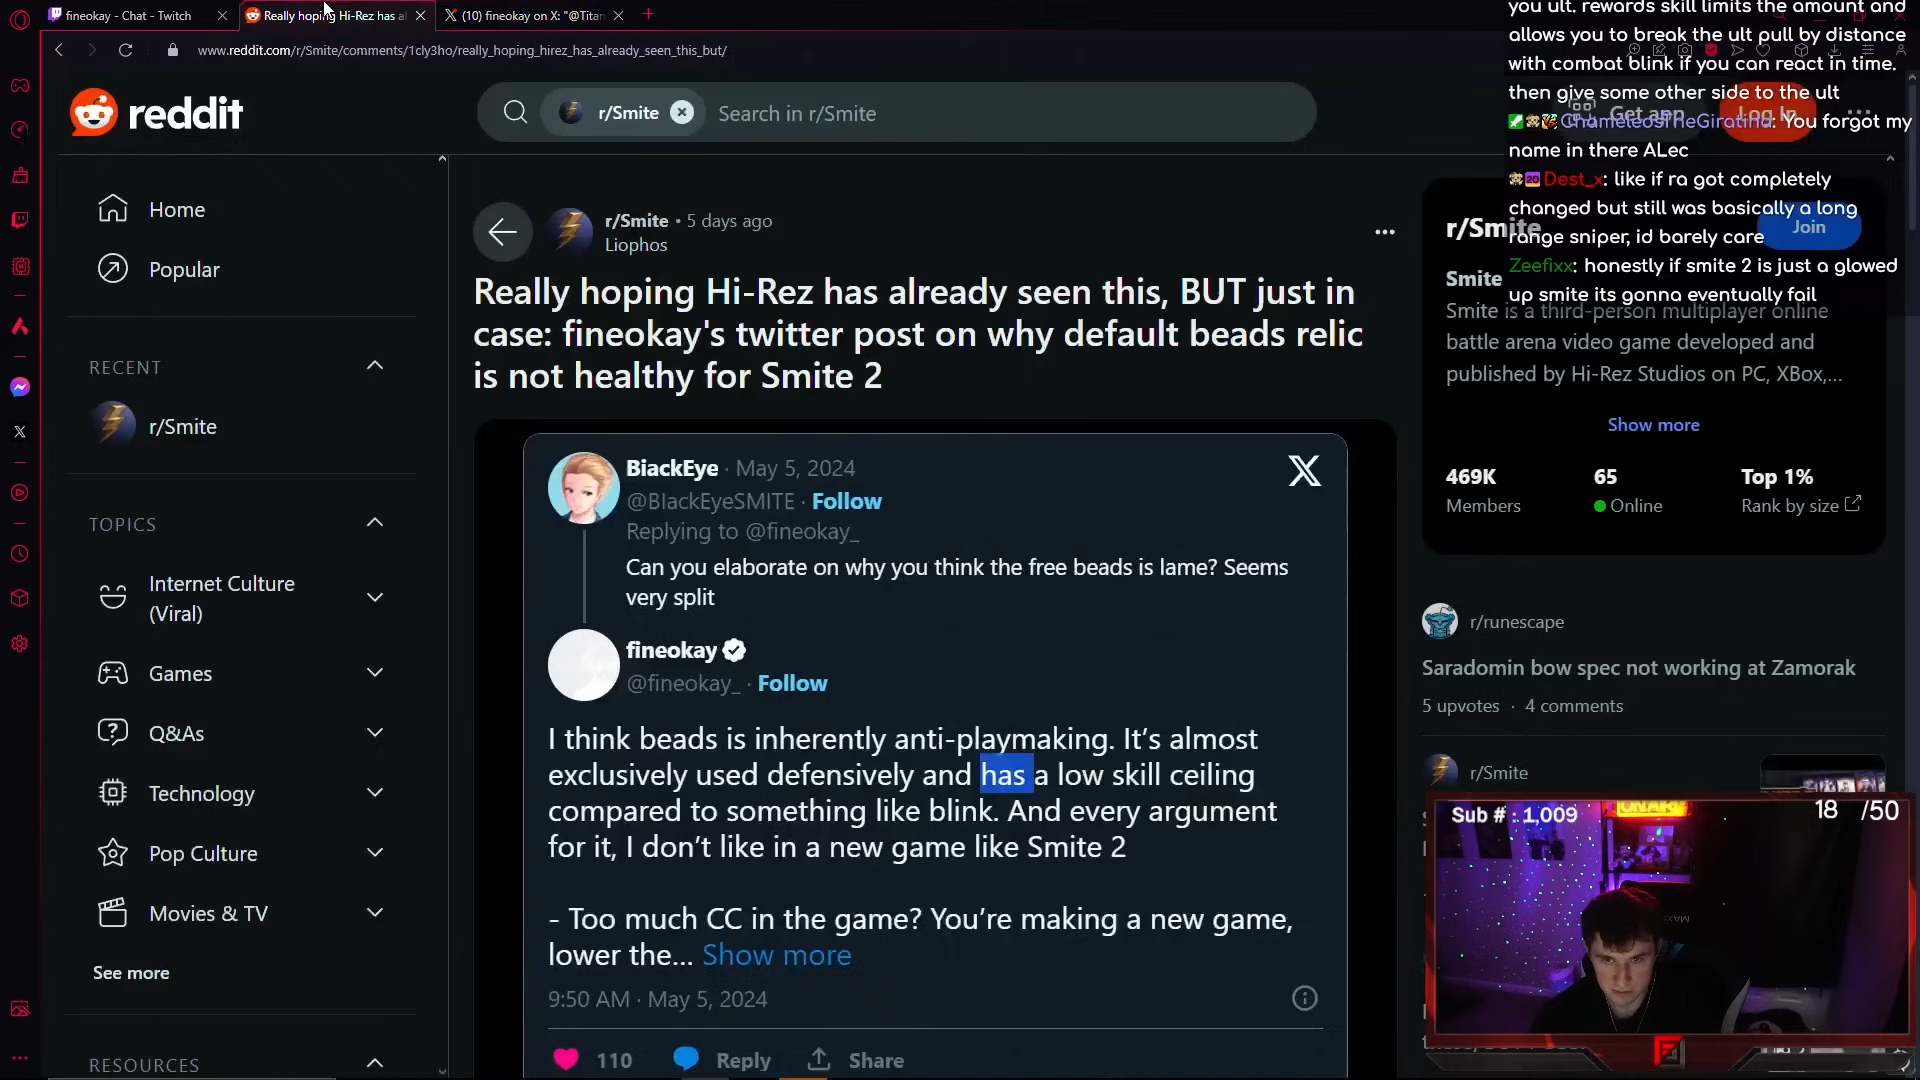 fineokay - Chat - Twitch
Really hoping Hi-Rez has al
(10) fineokay on X: "@Titan
www.reddit.com/r/Smite/comments/1cly3ho/really_hoping_hirez_has_already_seen_this_but/
reddit
r/Smite
Search in r/Smite
Get app
Log In
you ult. rewards skill limits the amount and
allows you to break the ult pull by distance
with combat blink if you can react in time.
then give some other side to the ult
ChameleosTheGiratina: You forgot my
name in there ALec
20 Dest_x: like if ra got completely
changed but still was basically a long
range sniper, id barely care
Zeefixx: honestly if smite 2 is just a glowed
up smite its gonna eventually fail
Home
Popular
RECENT
r/Smite
TOPICS
Internet Culture
(Viral)
Games
Q&As
Technology
Pop Culture
Movies & TV
See more
RESOURCES
r/Smite • 5 days ago
Liophos
Really hoping Hi-Rez has already seen this, BUT just in
case: fineokay's twitter post on why default beads relic
is not healthy for Smite 2
BiackEye · May 5, 2024
@BIackEyeSMITE · Follow
Replying to @fineokay_
Can you elaborate on why you think the free beads is lame? Seems
very split
fineokay
@fineokay_ · Follow
I think beads is inherently anti-playmaking. It’s almost
exclusively used defensively and has a low skill ceiling
compared to something like blink. And every argument
for it, I don’t like in a new game like Smite 2
- Too much CC in the game? You’re making a new game,
lower the... Show more
9:50 AM · May 5, 2024
110
Reply
Share
r/Smite
Join
Smite
Smite is a third-person multiplayer online
battle arena video game developed and
published by Hi-Rez Studios on PC, XBox,...
Show more
469K
65
Top 1%
Members
Online
Rank by size
r/runescape
Saradomin bow spec not working at Zamorak
5 upvotes · 4 comments
r/Smite
Sub # : 1,009
18 /50